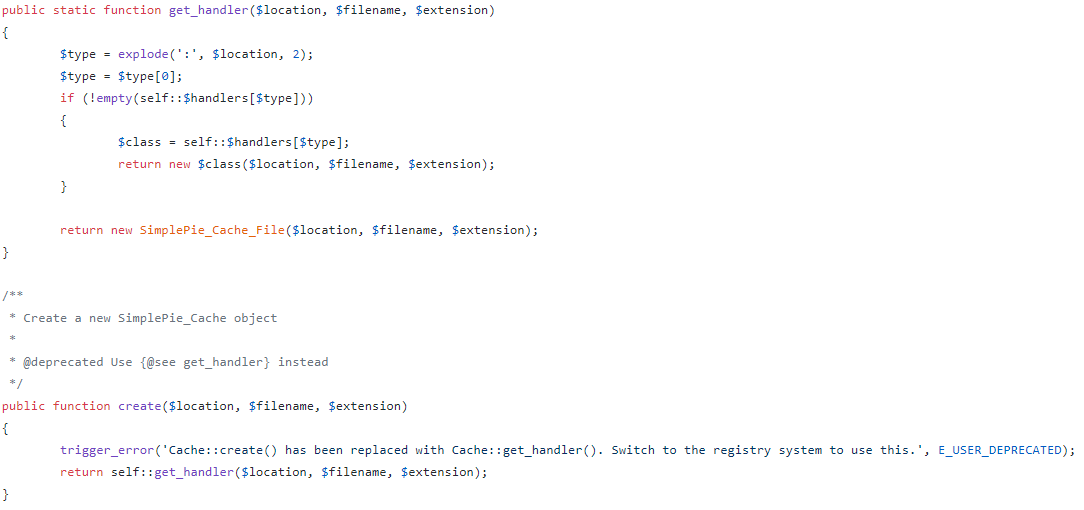 public static function get_handler($location, $filename, $extension)
{
$type = explode(':', $location, 2);
$type = $type[0];
if (!empty(self::$handlers[$type]))
{
$class = self::$handlers[$type];
return new $class($location, $filename, $extension);
}
return new SimplePie_Cache_File($location, $filename, $extension);
}
/**
* Create a new SimplePie_Cache object
*
* @deprecated Use {@see get_handler} instead
*/
public function create($location, $filename, $extension)
{
trigger_error('Cache::create() has been replaced with Cache::get_handler(). Switch to the registry system to use this.', E_USER_DEPRECATED);
return self::get_handler($location, $filename, $extension);
}